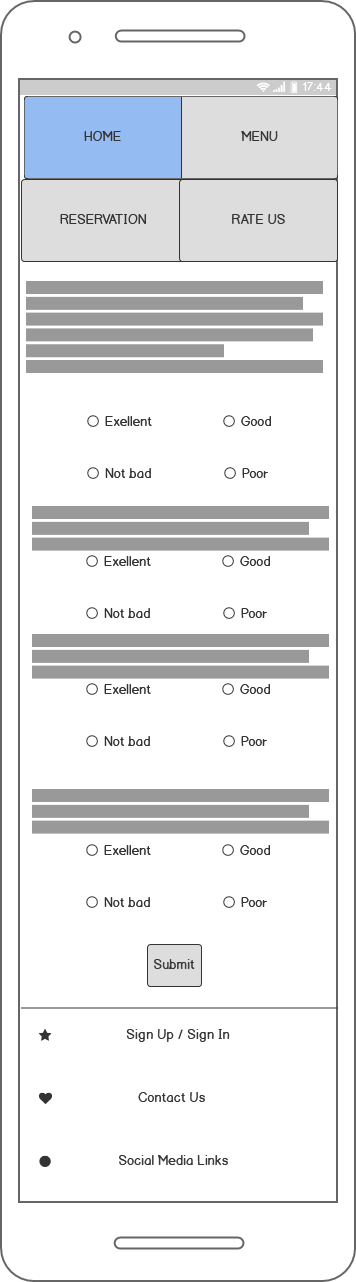 17:44
HOME MENU
RESERVATION RATE US
Exellent Good
Not bad Poor
Exellent Good
Not bad Poor
Exellent Good
Not bad Poor
Exellent Good
Not bad Poor
Submit
Sign Up / Sign In
Contact Us
Social Media Links